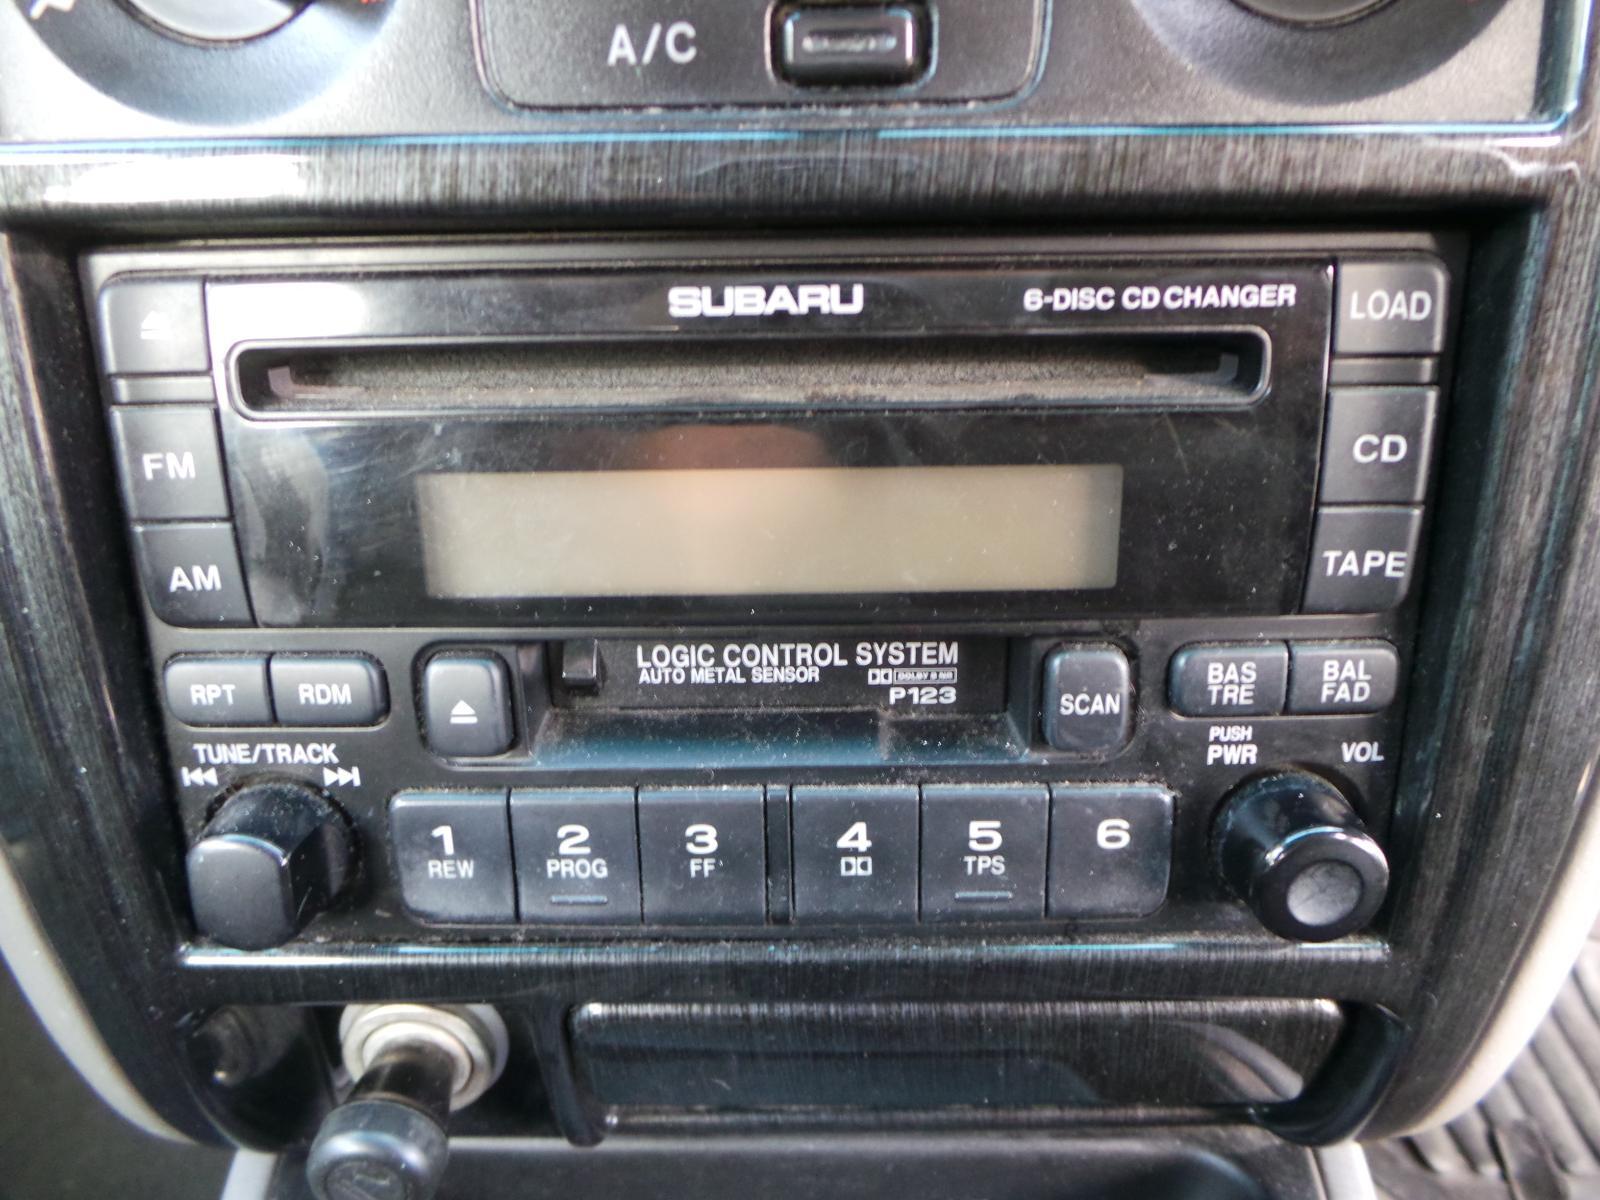 A/C
SUBARU
6-DISC CD CHANGER
LOAD
FM
CD
AM
TAPE
LOGIC CONTROL SYSTEM
AUTO METAL SENSOR
DOLBY B NR
P123
RPT
RDM
SCAN
BAS
TRE
BAL
FAD
TUNE/TRACK
PUSH
PWR
VOL
1
REW
2
PROG
3
FF
4
5
TPS
6